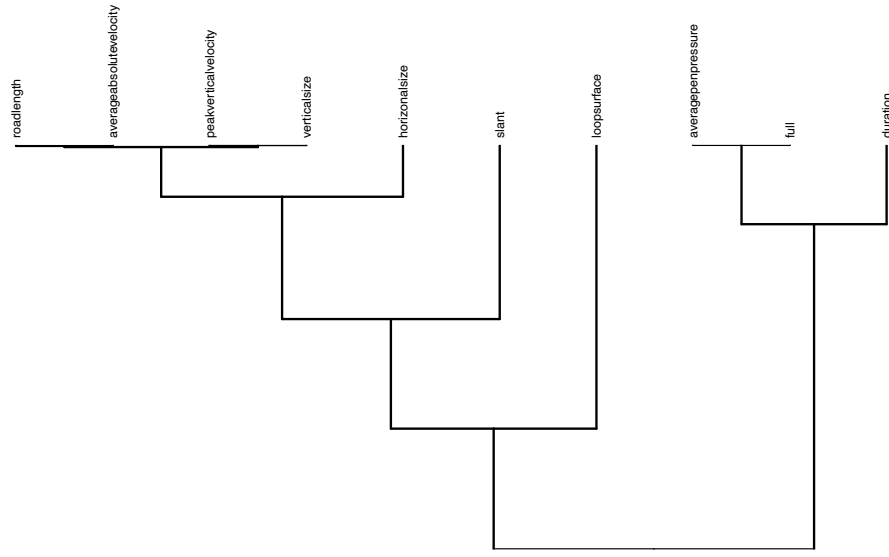 roadlength
averageabsolutevelocity
peakverticalvelocity
verticalsize
horizonalsize
slant
loopsurface
averagepenpressure
full
duration